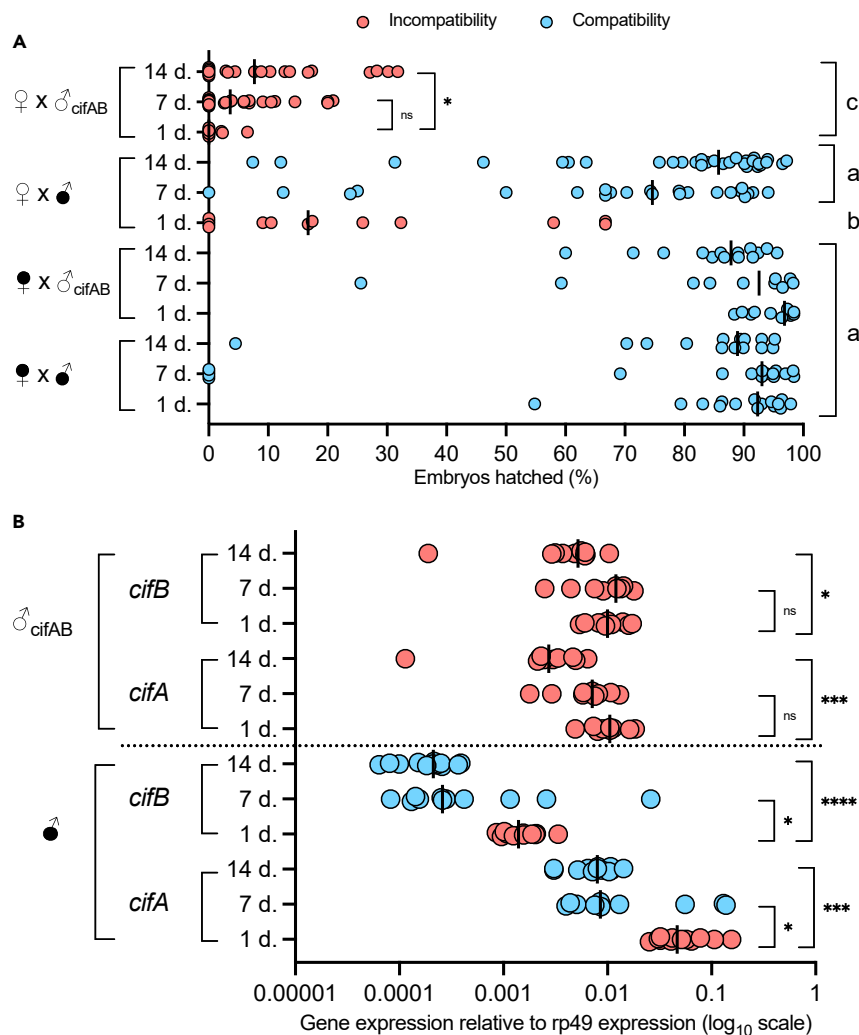 Incompatibility Compatibility
A
♀ x ♂cifAB
14 d.
*
7 d.
ns
1 d.
c
♀ x ♂
14 d.
7 d.
a
1 d.
b
♀ x ♂cifAB
14 d.
7 d.
1 d.
a
♀ x ♂
14 d.
7 d.
1 d.
0 10 20 30 40 50 60 70 80 90 100
Embryos hatched (%)
B
♂cifAB
cifB
14 d.
7 d.
ns
*
1 d.
cifA
14 d.
7 d.
ns
***
1 d.
♂
cifB
14 d.
7 d.
*
****
1 d.
cifA
14 d.
7 d.
*
***
1 d.
0.00001 0.0001 0.001 0.01 0.1 1
Gene expression relative to rp49 expression (log10 scale)